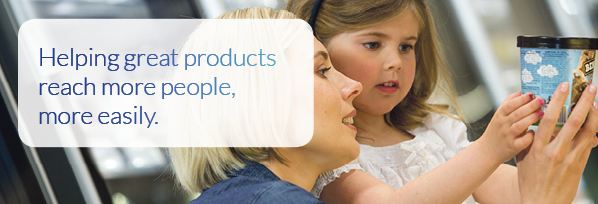 Helping great products
reach more people,
more easily.